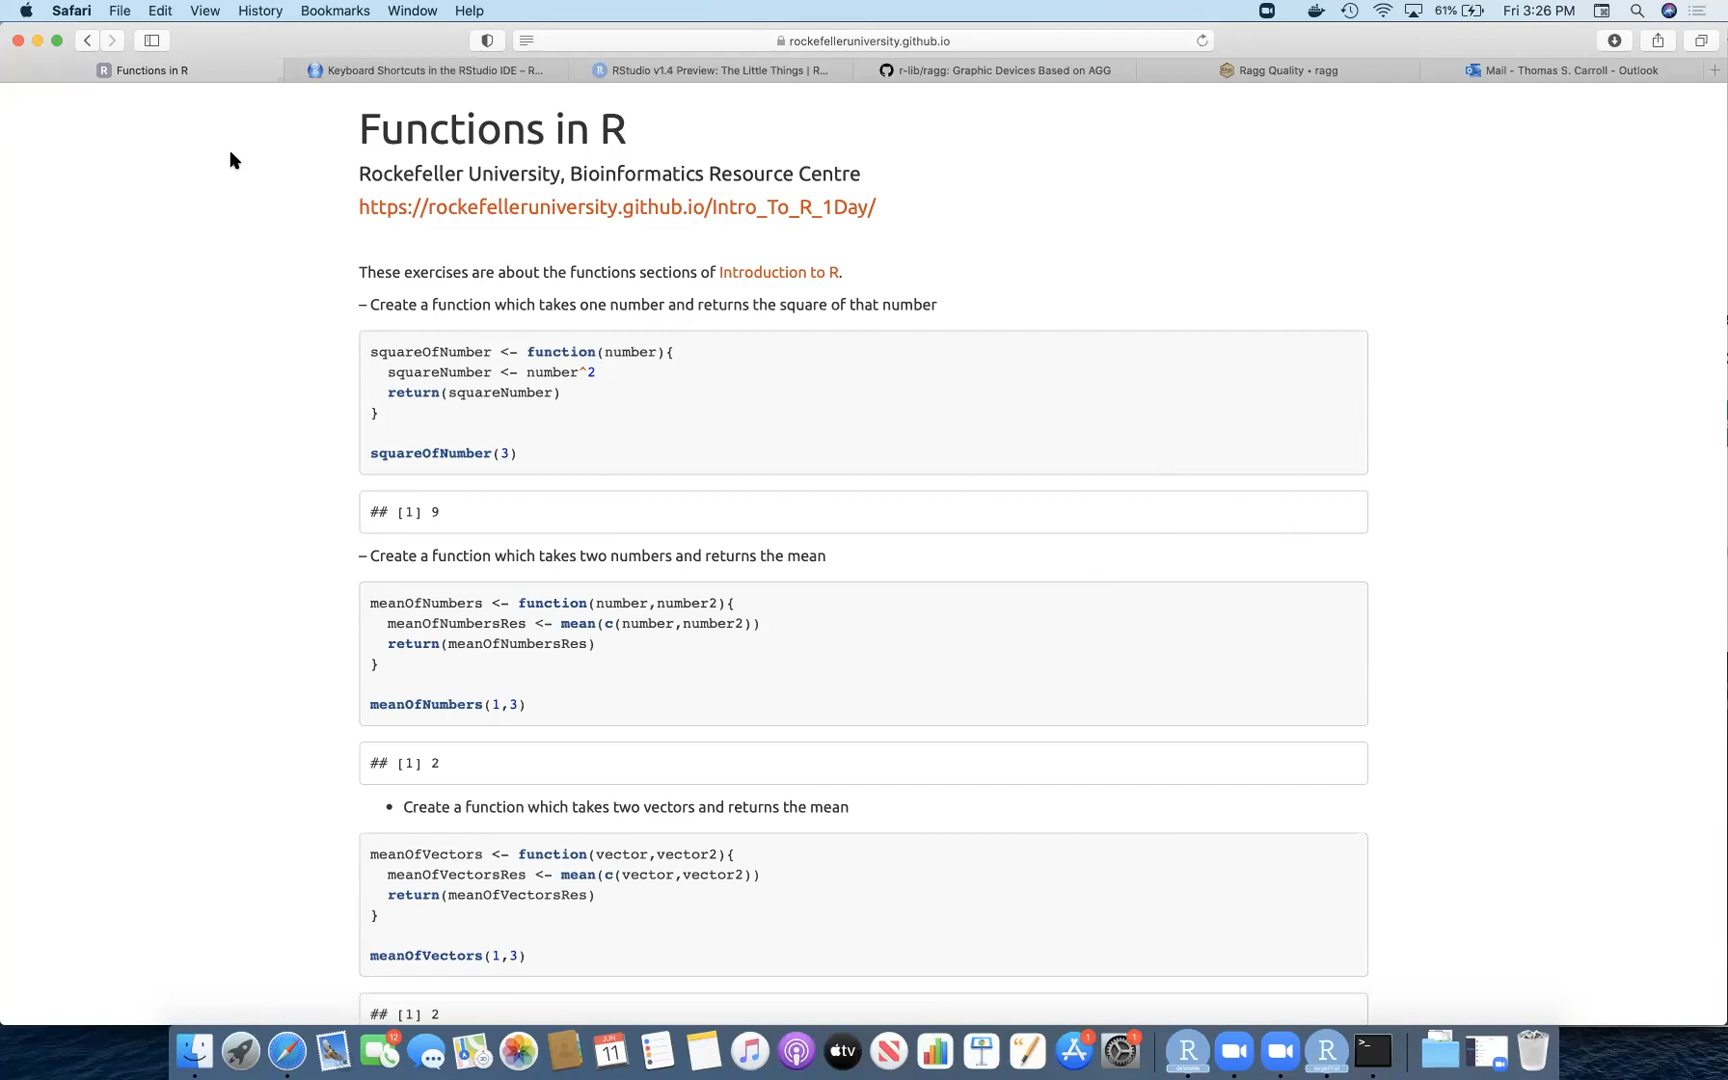 Safari File Edit View History Bookmarks Window Help 61% Fri 3:26 PM
rockefelleruniversity.github.io
Functions in R
Keyboard Shortcuts in the RStudio IDE – R...
RStudio v1.4 Preview: The Little Things | R...
r-lib/ragg: Graphic Devices Based on AGG
Ragg Quality • ragg
Mail - Thomas S. Carroll - Outlook
Functions in R
Rockefeller University, Bioinformatics Resource Centre
https://rockefelleruniversity.github.io/Intro_To_R_1Day/
These exercises are about the functions sections of Introduction to R.
– Create a function which takes one number and returns the square of that number
squareOfNumber <- function(number){
squareNumber <- number^2
return(squareNumber)
}
squareOfNumber(3)
## [1] 9
– Create a function which takes two numbers and returns the mean
meanOfNumbers <- function(number,number2){
meanOfNumbersRes <- mean(c(number,number2))
return(meanOfNumbersRes)
}
meanOfNumbers(1,3)
## [1] 2
• Create a function which takes two vectors and returns the mean
meanOfVectors <- function(vector,vector2){
meanOfVectorsRes <- mean(c(vector,vector2))
return(meanOfVectorsRes)
}
meanOfVectors(1,3)
## [1] 2
12
JUN
11
tv
1
1
R
R
>_